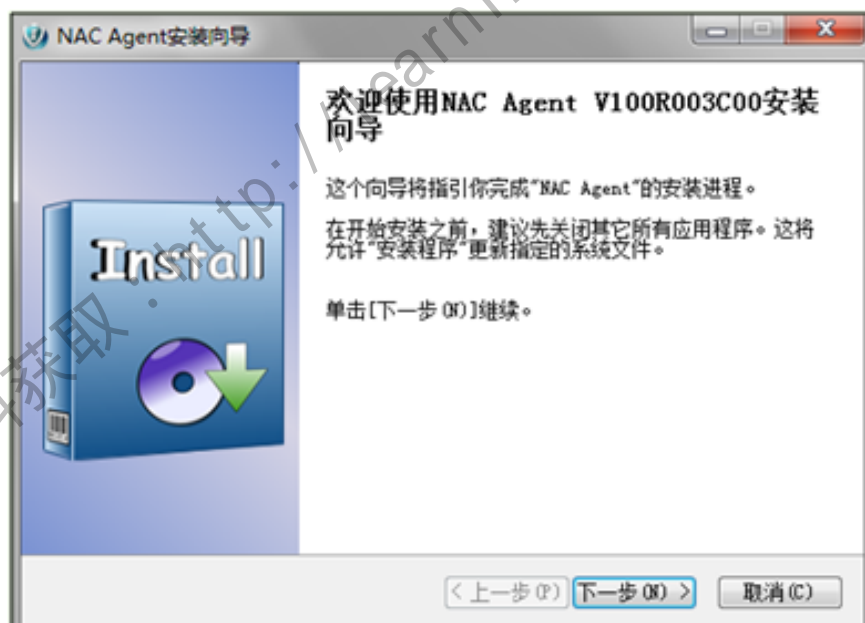 NAC Agent安装向导
欢迎使用NAC Agent V100R003C00安装
向导
这个向导将指引你完成"NAC Agent"的安装进程。
在开始安装之前，建议先关闭其它所有应用程序。这将
允许"安装程序"更新指定的系统文件。
单击[下一步(N)]继续。
Install
获取：http://learnin
<上一步(P)
下一步(N) >
取消(C)